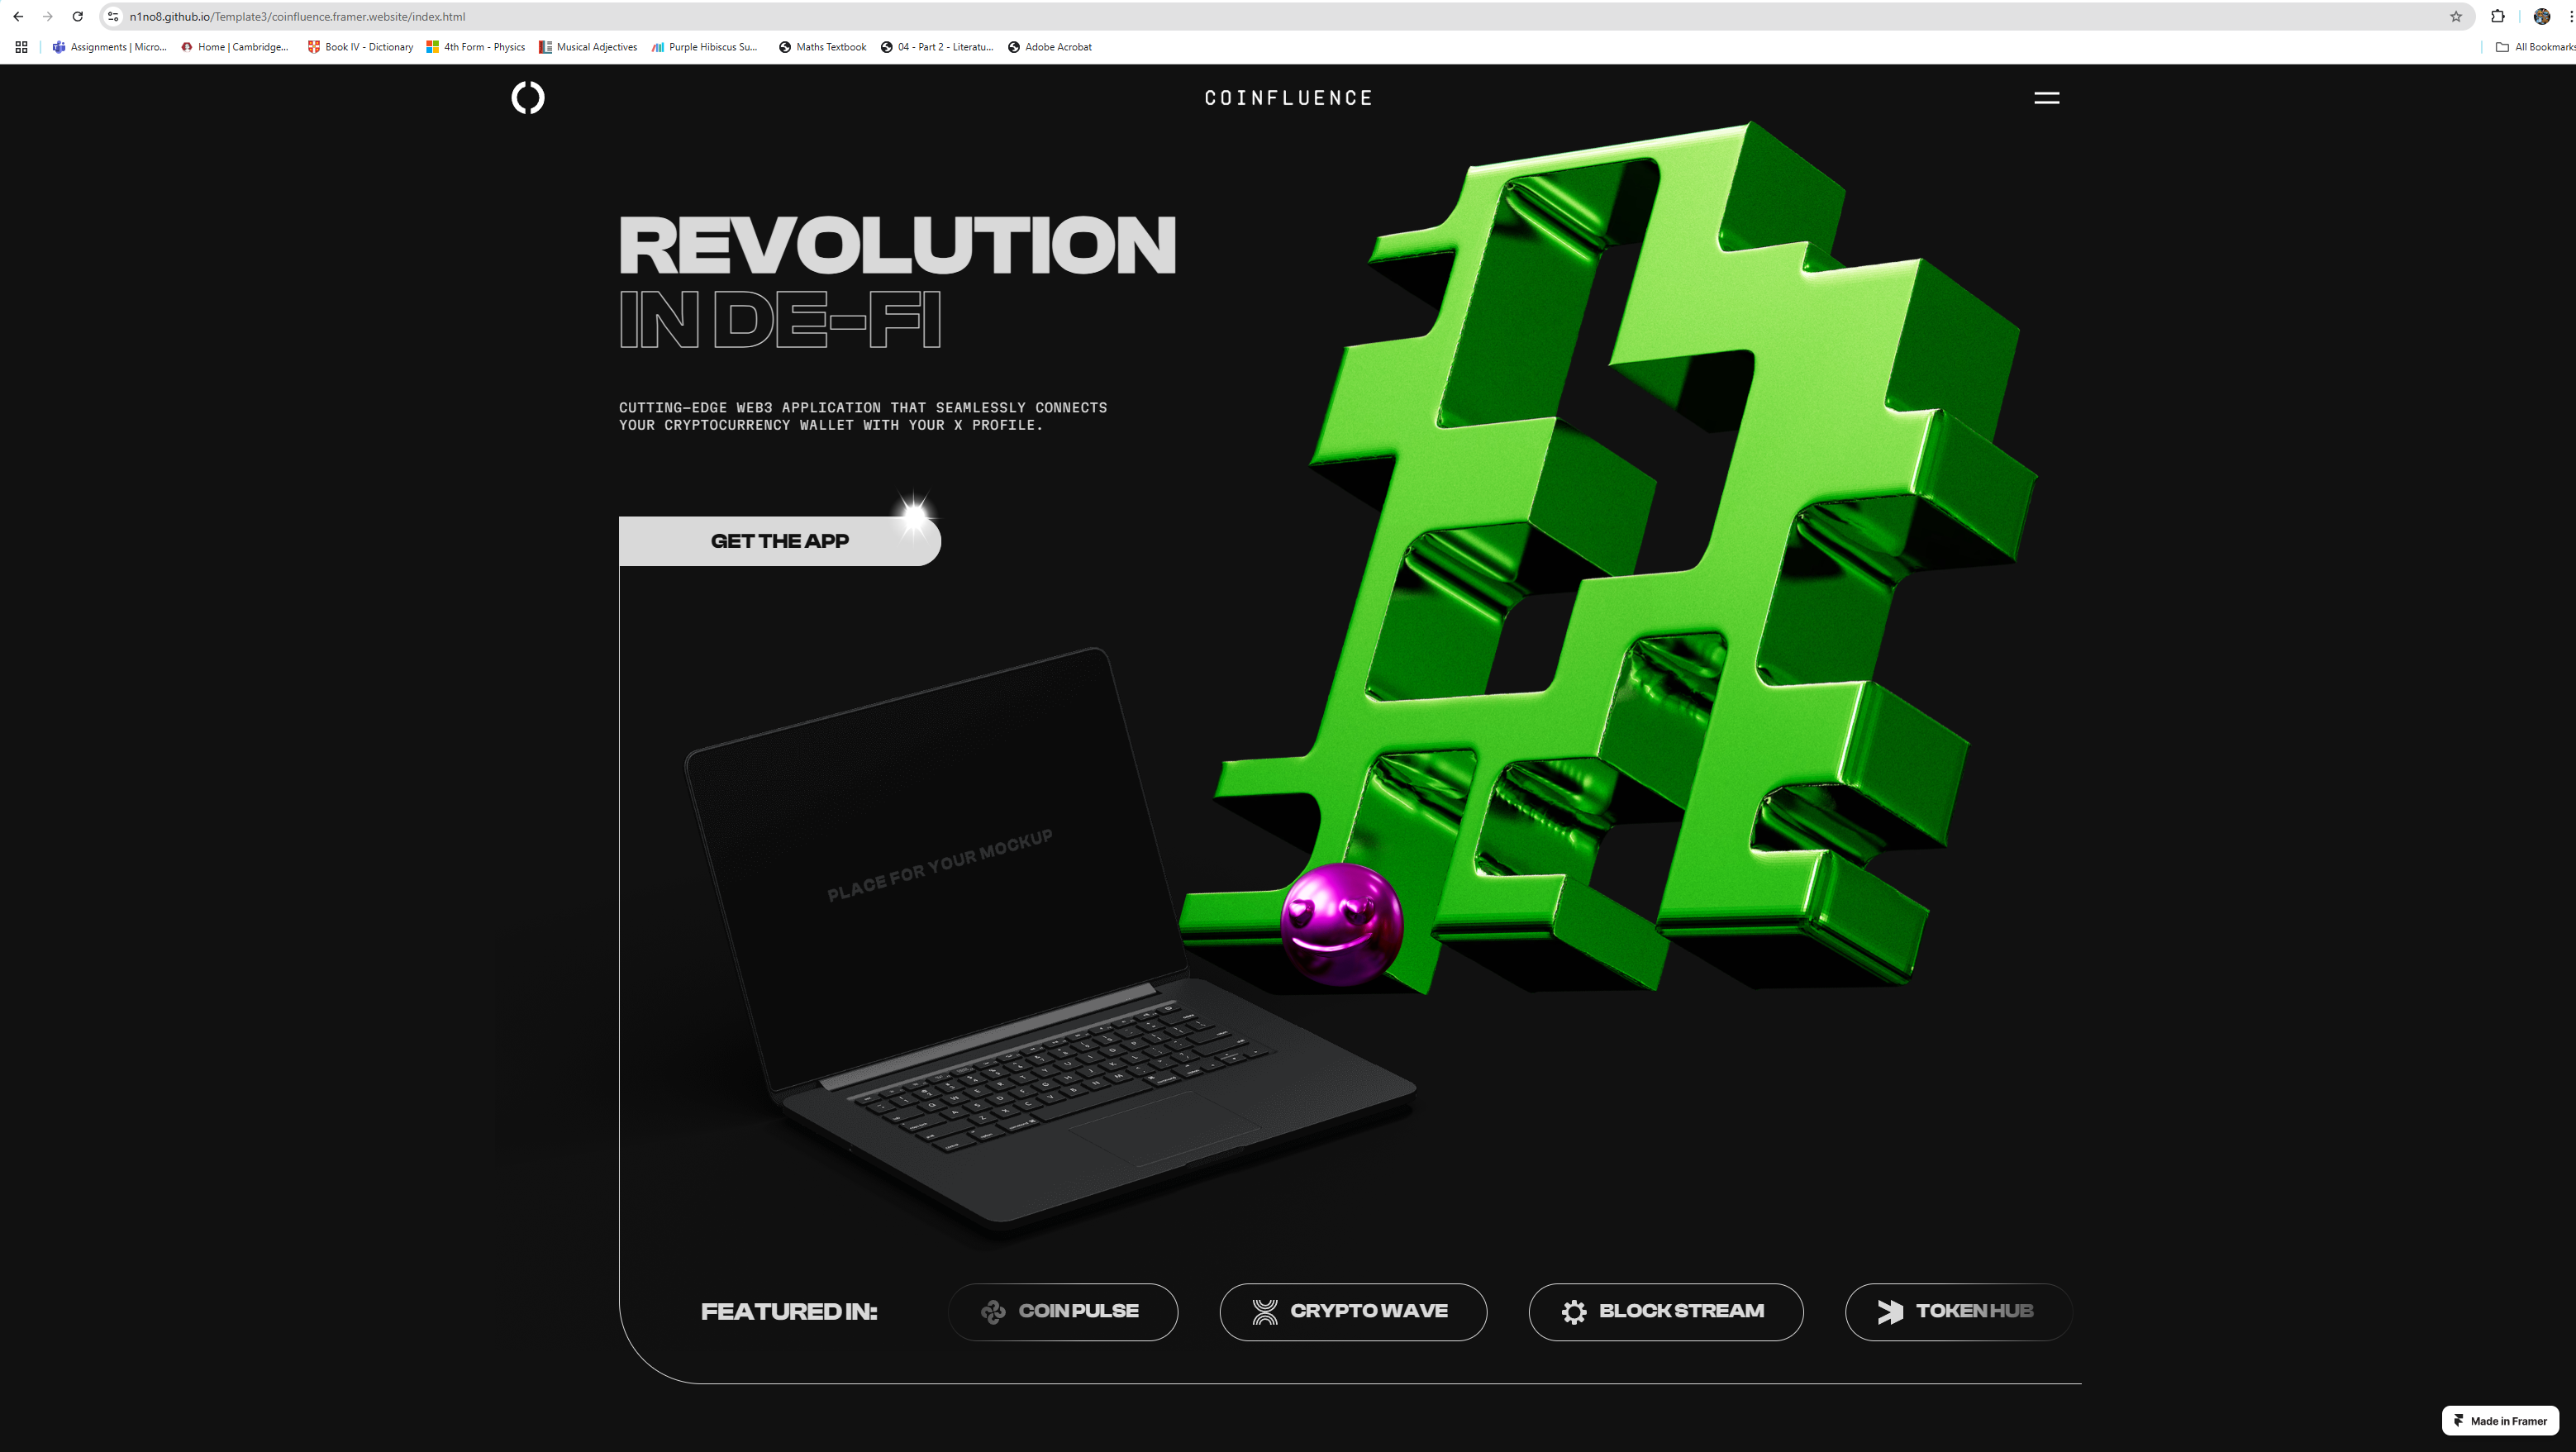 n1no8.github.io/Template3/coinfluence.framer.website/index.html
Assignments | Micro...
Home | Cambridge...
Book IV - Dictionary
4th Form - Physics
Musical Adjectives
Purple Hibiscus Su...
Maths Textbook
04 - Part 2 - Literatu...
Adobe Acrobat
All Bookmarks
COINFLUENCE
REVOLUTION
IN DE-FI
CUTTING-EDGE WEB3 APPLICATION THAT SEAMLESSLY CONNECTS
YOUR CRYPTOCURRENCY WALLET WITH YOUR X PROFILE.
GET THE APP
PLACE FOR YOUR MOCKUP
FEATURED IN:
COIN PULSE
CRYPTO WAVE
BLOCK STREAM
TOKEN HUB
Made in Framer